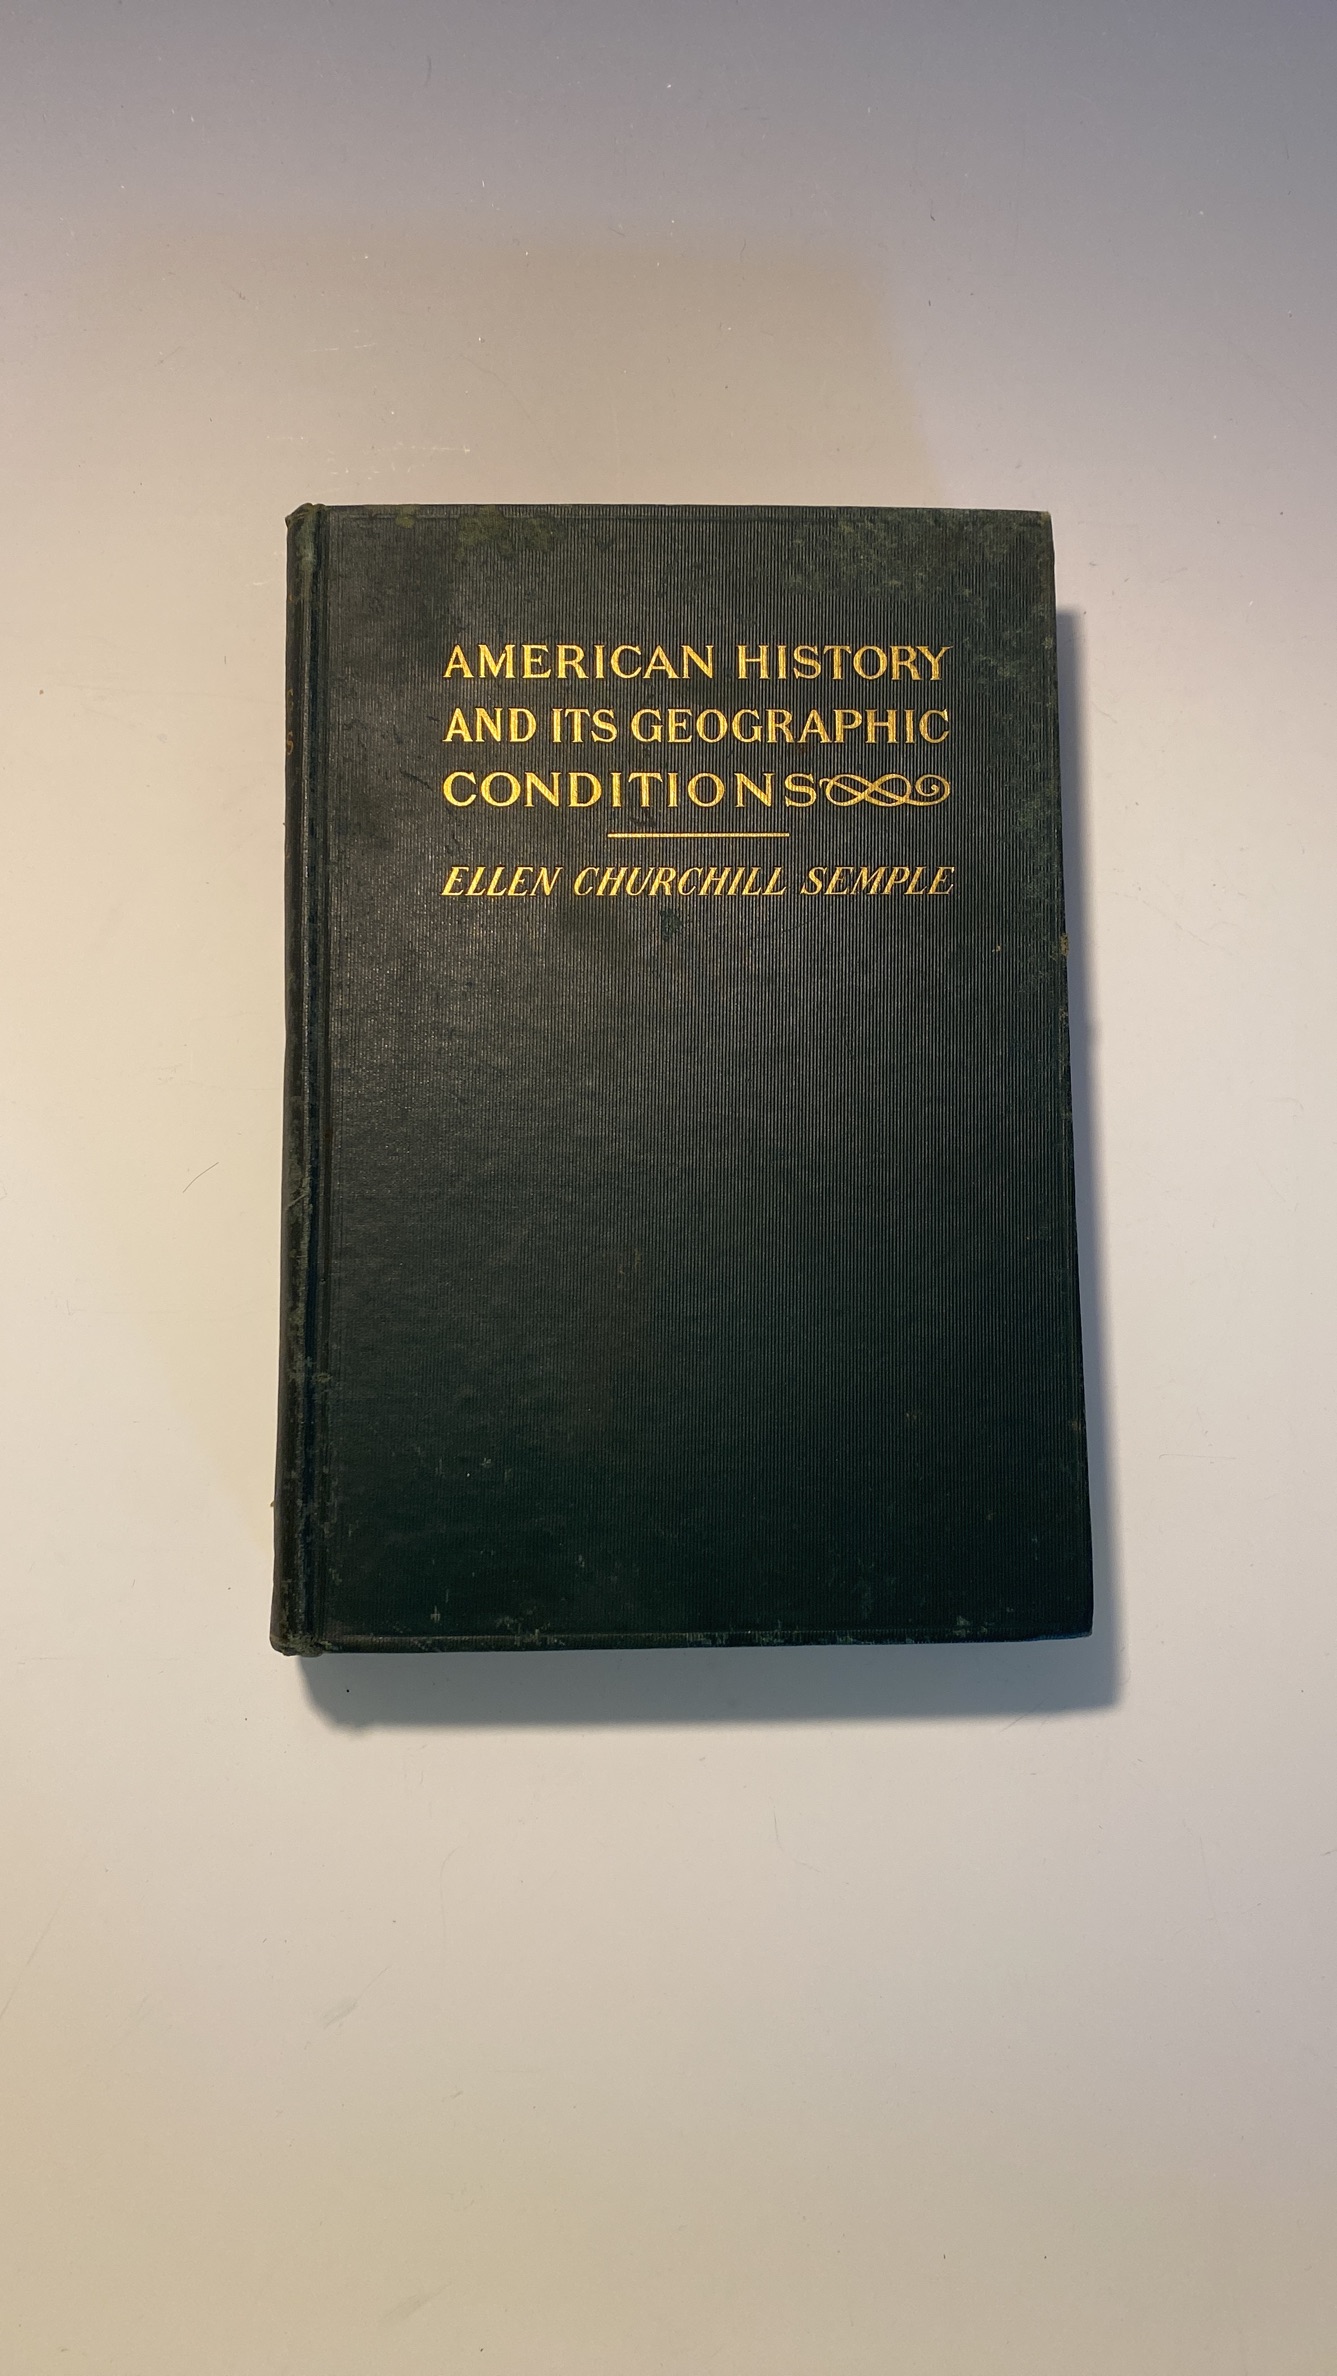 AMERICAN HISTORY
AND ITS GEOGRAPHIC
CONDITIONS
ELLEN CHURCHILL SEMPLE